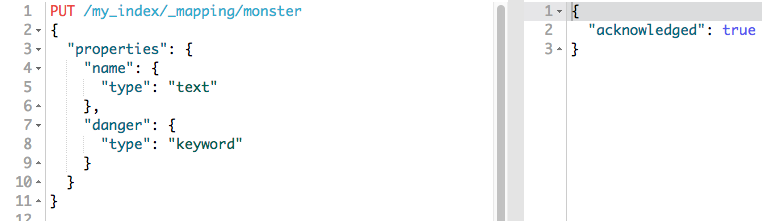 1 PUT /my_index/_mapping/monster
2 {
3 "properties": {
4 "name": {
5 "type": "text"
6 },
7 "danger": {
8 "type": "keyword"
9 }
10 }
11 }
12
1 {
2 "acknowledged": true
3 }